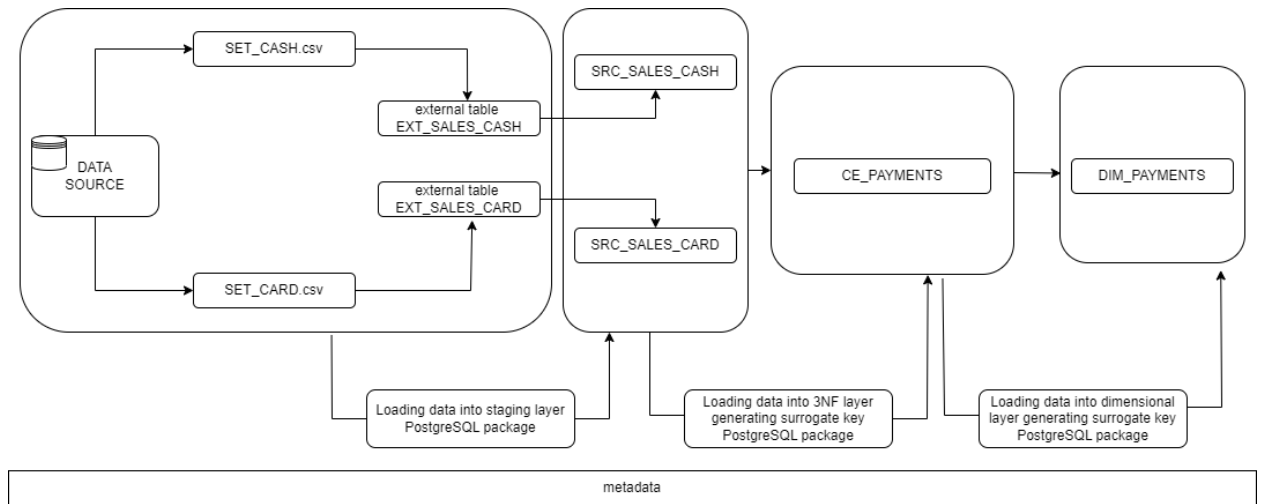 SET_CASH.csv
external table
EXT_SALES_CASH
DATA
SOURCE
external table
EXT_SALES_CARD
SET_CARD.csv
SRC_SALES_CASH
SRC_SALES_CARD
CE_PAYMENTS
DIM_PAYMENTS
Loading data into staging layer
PostgreSQL package
Loading data into 3NF layer
generating surrogate key
PostgreSQL package
Loading data into dimensional
layer generating surrogate key
PostgreSQL package
metadata